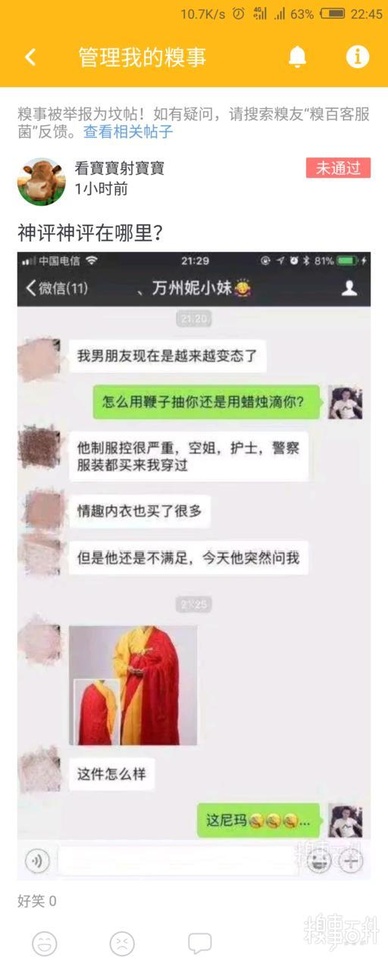 10.7K/s 4G 63% 22:45
管理我的糗事
糗事被举报为坟帖！如有疑问，请搜索糗友“糗百客服
菌”反馈。查看相关帖子
看寶寶射寶寶
未通过
1小时前
神评神评在哪里？
中国电信 21:29 81%
微信(11) 、万州妮小妹
21:20
我男朋友现在是越来越变态了
怎么用鞭子抽你还是用蜡烛滴你？
他制服控很严重，空姐，护士，警察
服装都买来我穿过
情趣内衣也买了很多
但是他还是不满足，今天他突然问我
21:25
这件怎么样
这尼玛...
糗事百科
好笑 0
糗事百科